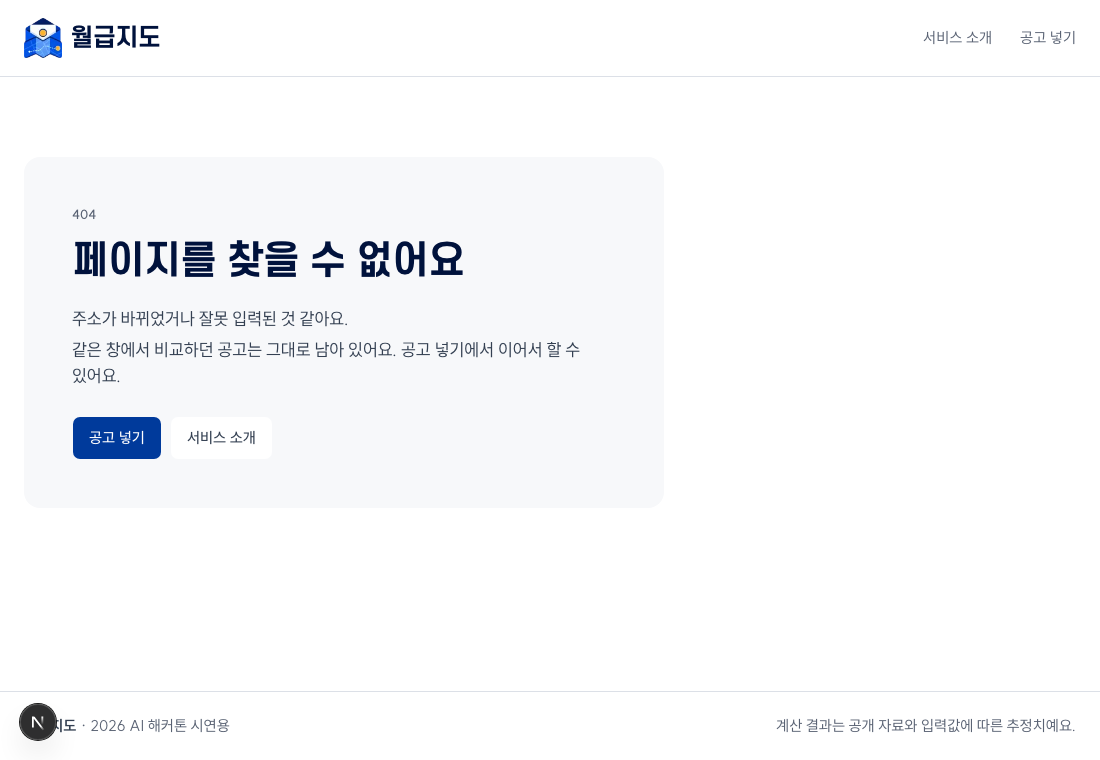 월급지도
서비스 소개
공고 넣기
404
페이지를 찾을 수 없어요
주소가 바뀌었거나 잘못 입력된 것 같아요.
같은 창에서 비교하던 공고는 그대로 남아 있어요. 공고 넣기에서 이어서 할 수
있어요.
공고 넣기
서비스 소개
N
지도 · 2026 AI 해커톤 시연용
계산 결과는 공개 자료와 입력값에 따른 추정치예요.